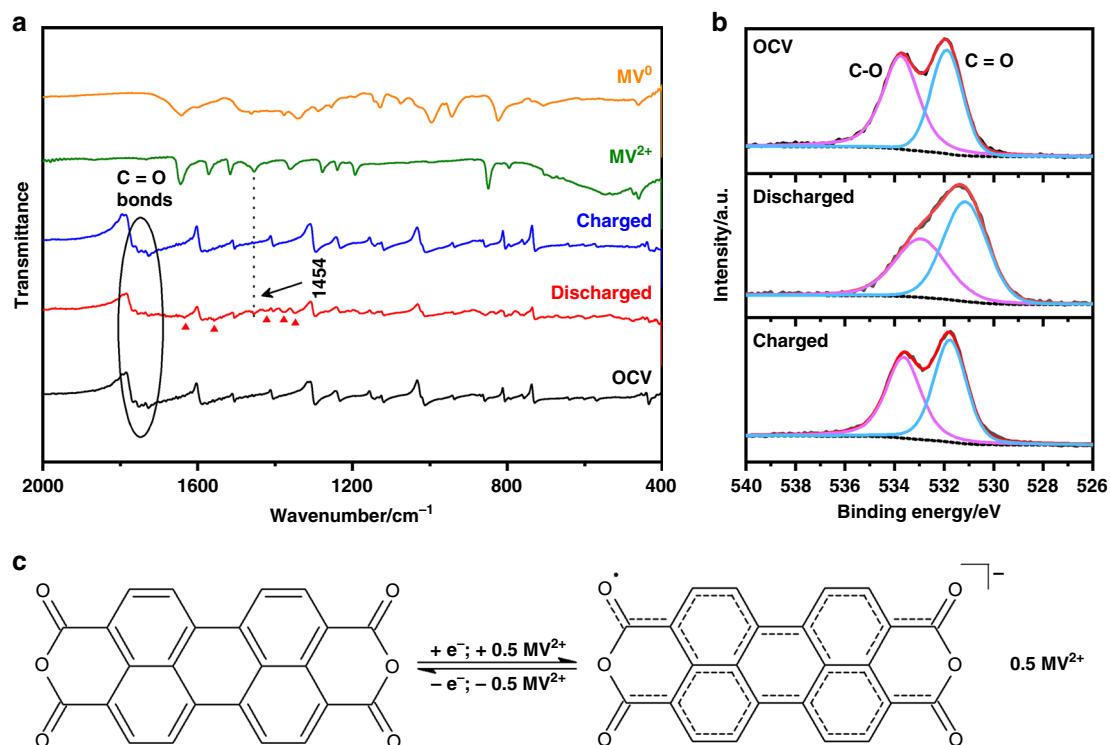 a
MV⁰
MV²⁺
C = O
bonds
Charged
1454
Discharged
OCV
Transmittance
2000 1600 1200 800 400
Wavenumber/cm⁻¹
b
OCV
C-O
C = O
Discharged
Charged
Intensity/a.u.
540 538 536 534 532 530 528 526
Binding energy/eV
c
O O O O
O O
O O O O
+ e⁻; + 0.5 MV²⁺
− e⁻; − 0.5 MV²⁺
• −
0.5 MV²⁺